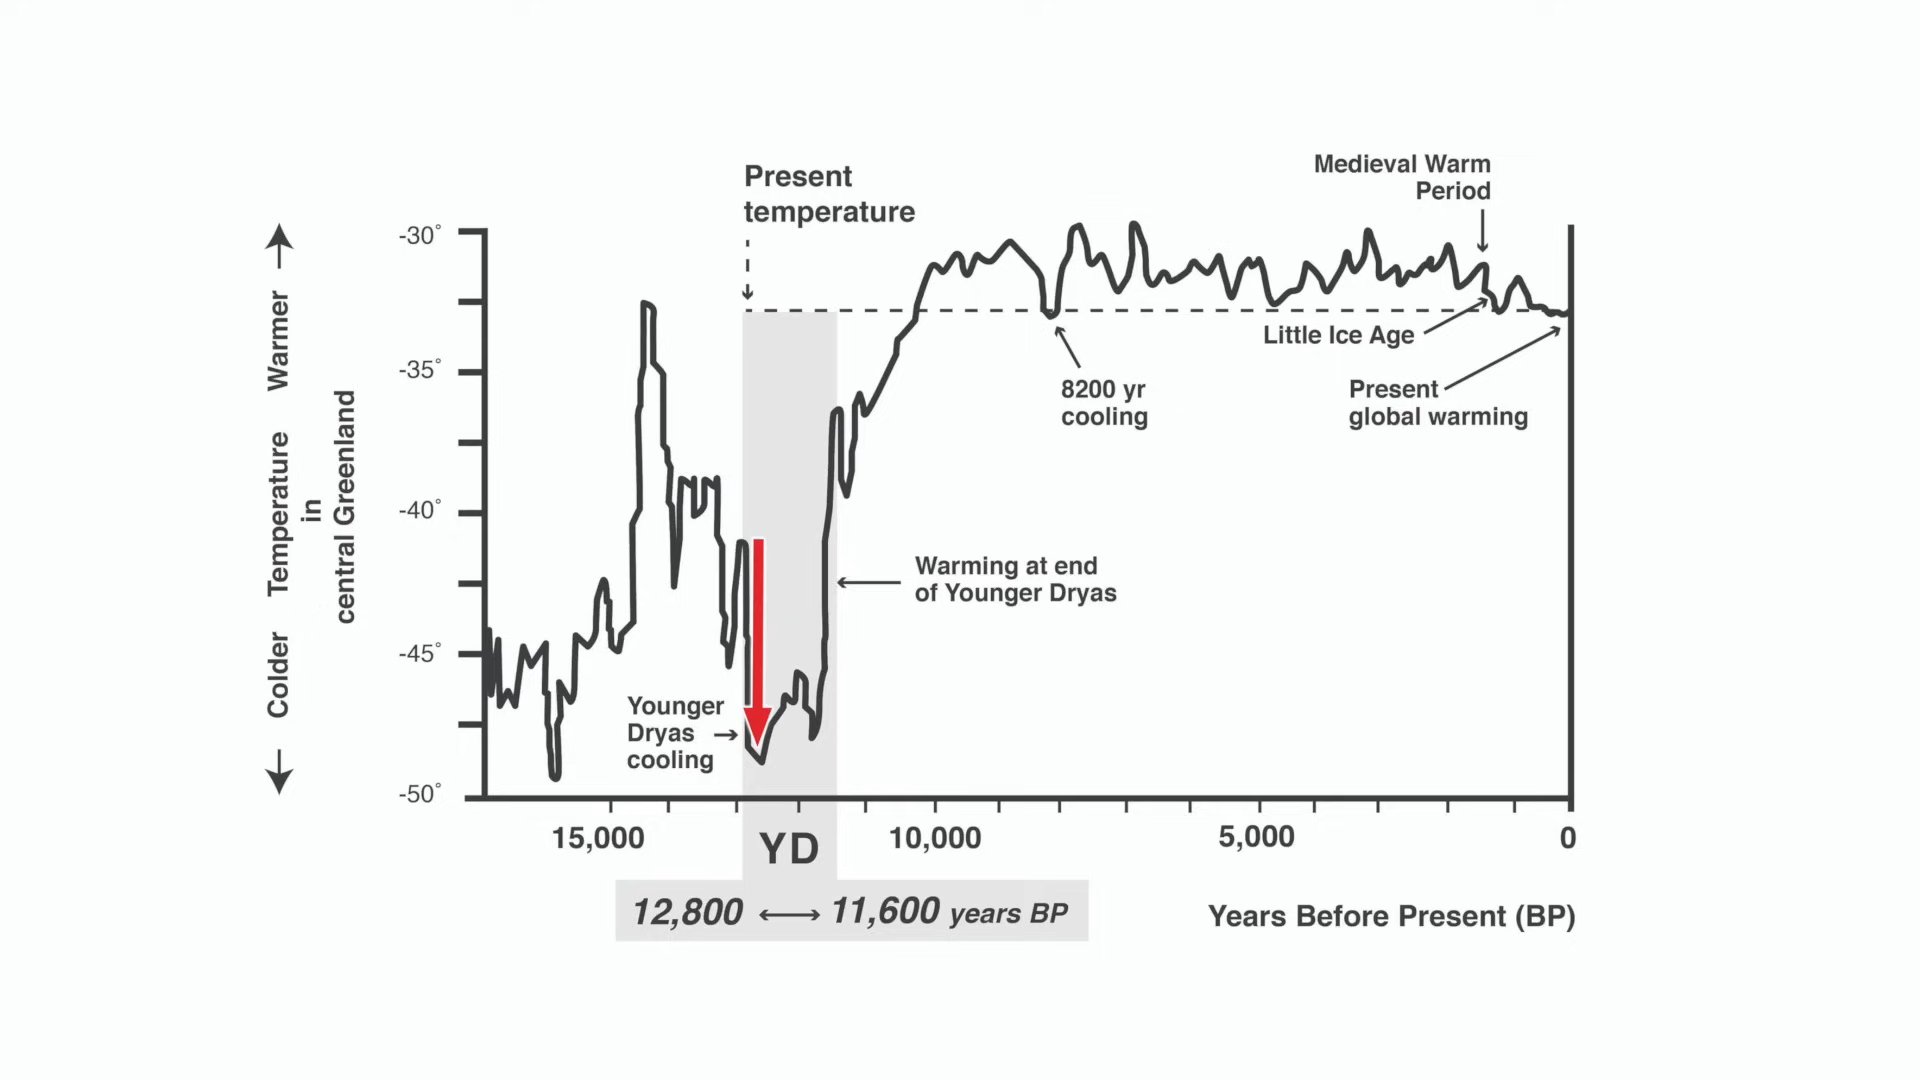 Medieval Warm
Period
Present
temperature
-30°
-35°
-40°
-45°
-50°
Warmer
Temperature
in
central Greenland
Colder
Little Ice Age
8200 yr
cooling
Present
global warming
Warming at end
of Younger Dryas
Younger
Dryas
cooling
15,000
YD
10,000
5,000
0
12,800 ⟷ 11,600 years BP
Years Before Present (BP)